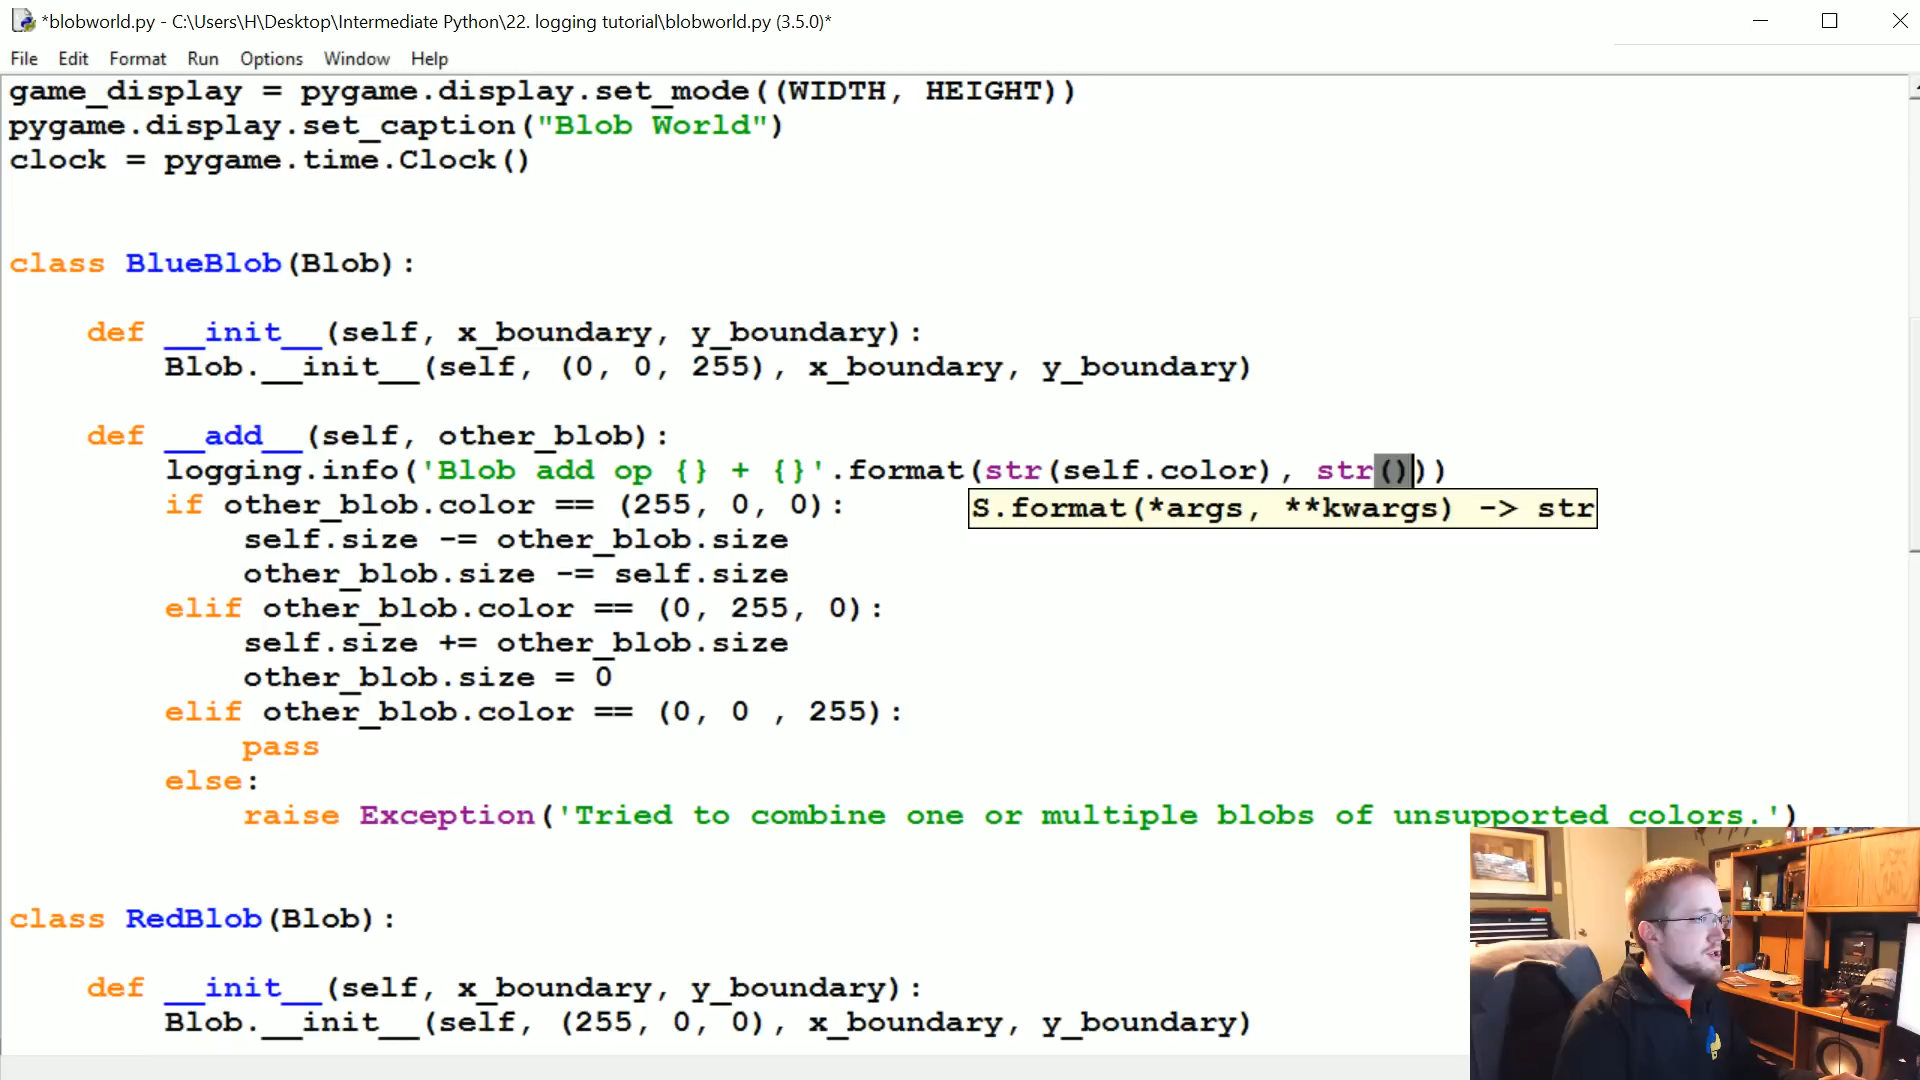 *blobworld.py - C:\Users\H\Desktop\Intermediate Python\22. logging tutorial\blobworld.py (3.5.0)*
File Edit Format Run Options Window Help
game_display = pygame.display.set_mode((WIDTH, HEIGHT))
pygame.display.set_caption("Blob World")
clock = pygame.time.Clock()
class BlueBlob(Blob):
def __init__(self, x_boundary, y_boundary):
Blob.__init__(self, (0, 0, 255), x_boundary, y_boundary)
def __add__(self, other_blob):
logging.info('Blob add op {} + {}'.format(str(self.color), str()))
if other_blob.color == (255, 0, 0):
S.format(*args, **kwargs) -> str
self.size -= other_blob.size
other_blob.size -= self.size
elif other_blob.color == (0, 255, 0):
self.size += other_blob.size
other_blob.size = 0
elif other_blob.color == (0, 0 , 255):
pass
else:
raise Exception('Tried to combine one or multiple blobs of unsupported colors.')
class RedBlob(Blob):
def __init__(self, x_boundary, y_boundary):
Blob.__init__(self, (255, 0, 0), x_boundary, y_boundary)